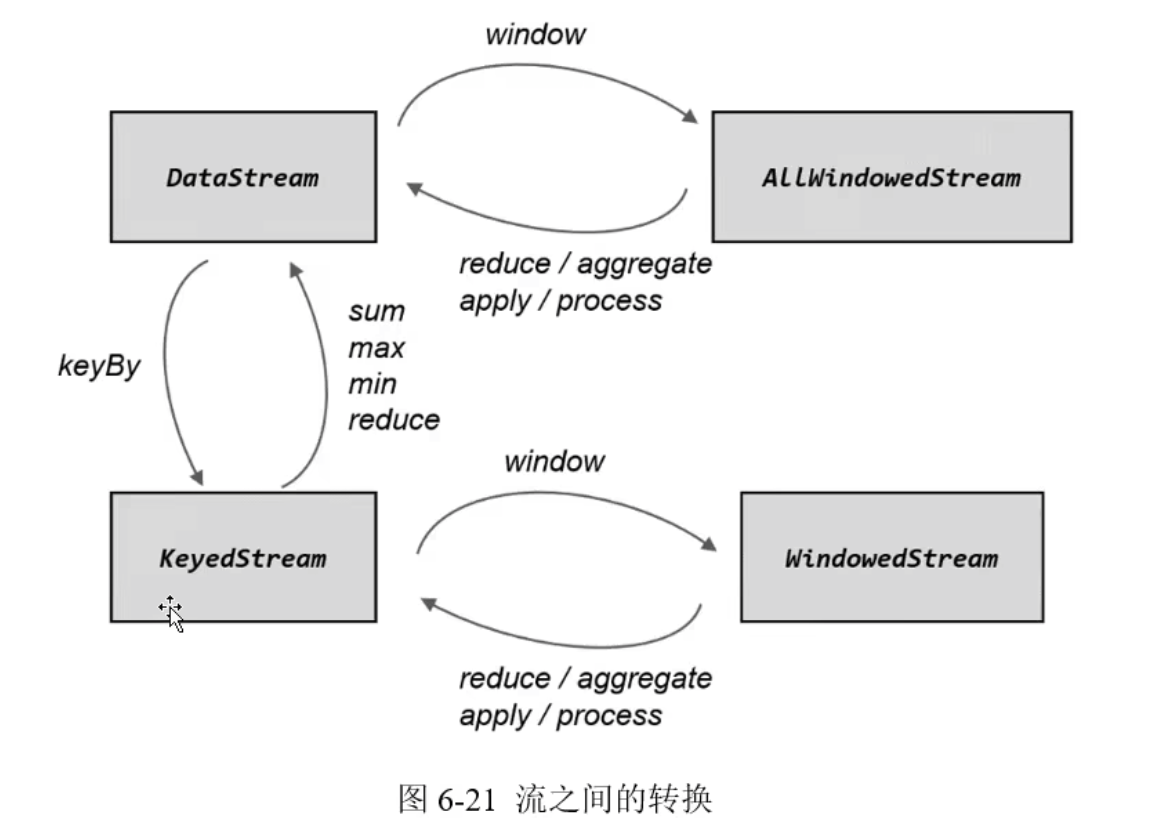 window
DataStream
AllWindowedStream
reduce / aggregate
apply / process
keyBy
sum
max
min
reduce
window
KeyedStream
WindowedStream
reduce / aggregate
apply / process
图 6-21 流之间的转换